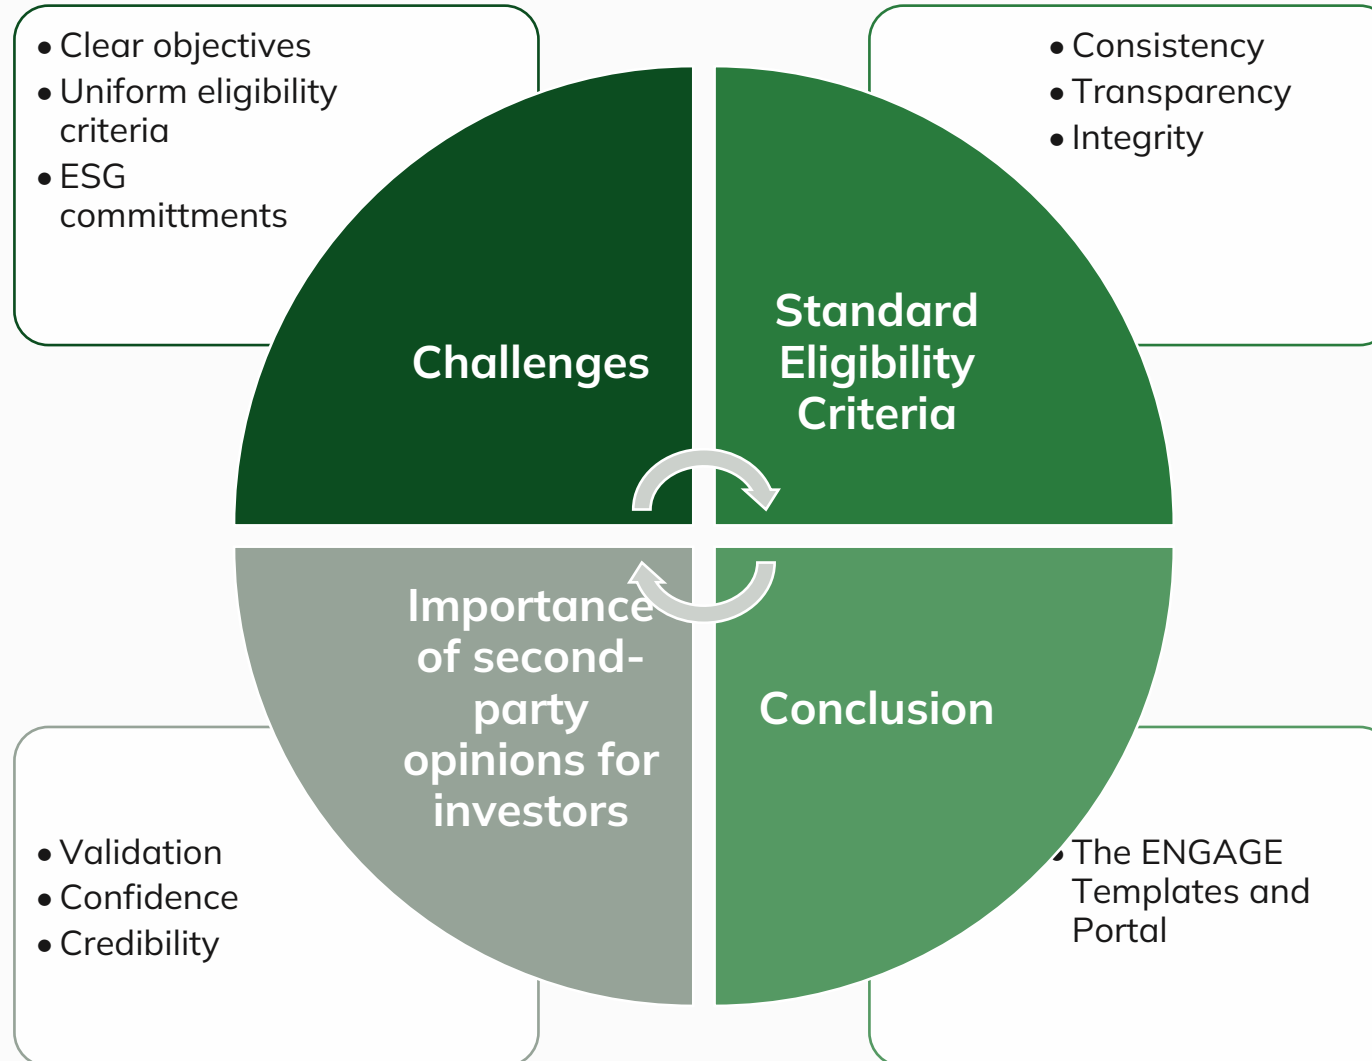 • Clear objectives
• Uniform eligibility
criteria
• ESG
committments
• Consistency
• Transparency
• Integrity
Challenges
Standard
Eligibility
Criteria
Importance
of second-
party
opinions for
investors
Conclusion
• Validation
• Confidence
• Credibility
• The ENGAGE
Templates and
Portal